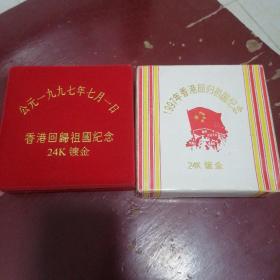 公元一九九七年七月一日
香港回歸祖國紀念
24K 镀金
1997年香港回归祖國纪念
24K 镀金